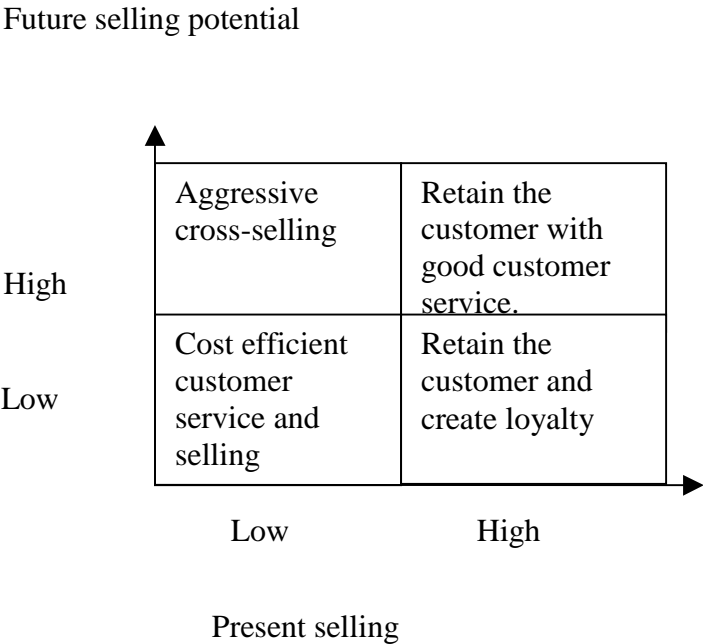 Future selling potential
Aggressive
cross-selling
Retain the
customer with
good customer
service.
High
Cost efficient
customer
service and
selling
Retain the
customer and
create loyalty
Low
Low
High
Present selling